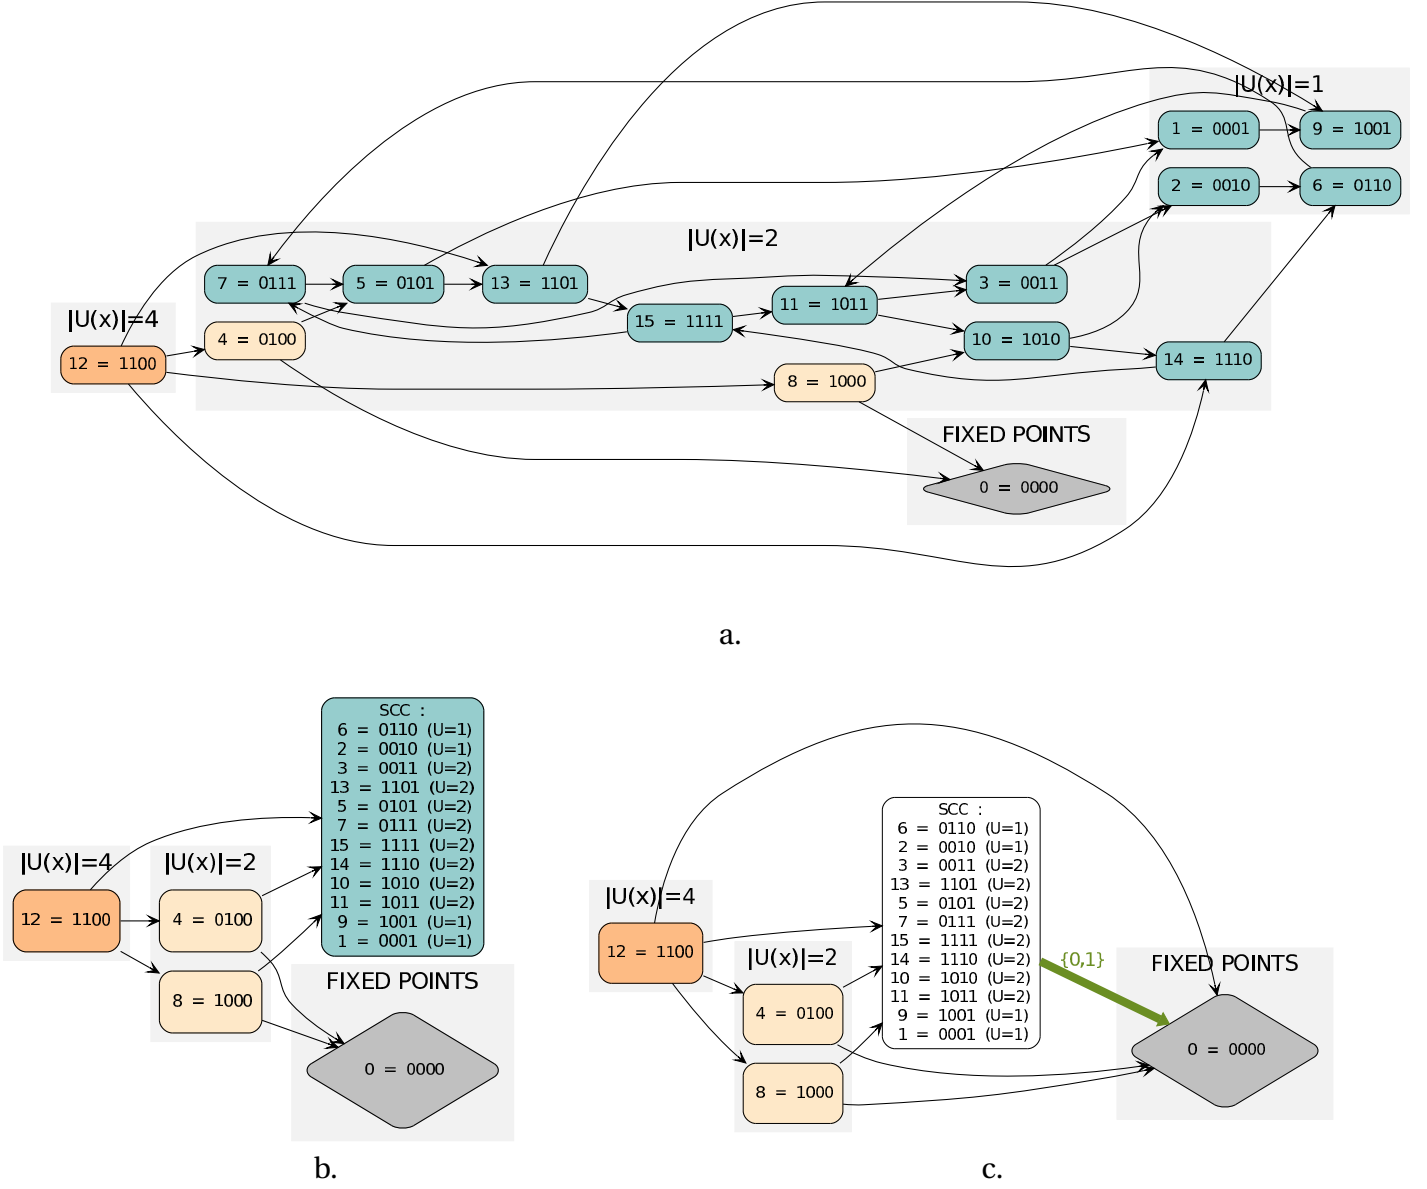 |U(x)|=1
1 = 0001
9 = 1001
2 = 0010
6 = 0110
|U(x)|=2
7 = 0111
5 = 0101
13 = 1101
3 = 0011
11 = 1011
|U(x)|=4
15 = 1111
4 = 0100
10 = 1010
12 = 1100
14 = 1110
8 = 1000
FIXED POINTS
0 = 0000
a.
|U(x)|=4
12 = 1100
|U(x)|=2
4 = 0100
8 = 1000
SCC :
6 = 0110 (U=1)
2 = 0010 (U=1)
3 = 0011 (U=2)
13 = 1101 (U=2)
5 = 0101 (U=2)
7 = 0111 (U=2)
15 = 1111 (U=2)
14 = 1110 (U=2)
10 = 1010 (U=2)
11 = 1011 (U=2)
9 = 1001 (U=1)
1 = 0001 (U=1)
FIXED POINTS
0 = 0000
b.
|U(x)|=4
12 = 1100
|U(x)|=2
4 = 0100
8 = 1000
SCC :
6 = 0110 (U=1)
2 = 0010 (U=1)
3 = 0011 (U=2)
13 = 1101 (U=2)
5 = 0101 (U=2)
7 = 0111 (U=2)
15 = 1111 (U=2)
14 = 1110 (U=2)
10 = 1010 (U=2)
11 = 1011 (U=2)
9 = 1001 (U=1)
1 = 0001 (U=1)
{0,1}
FIXED POINTS
0 = 0000
c.